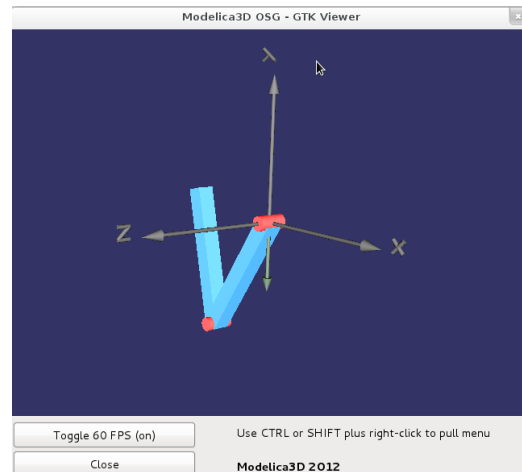 Modelica3D OSG - GTK Viewer
Y
Z
X
Toggle 60 FPS (on)
Use CTRL or SHIFT plus right-click to pull menu
Close
Modelica3D 2012